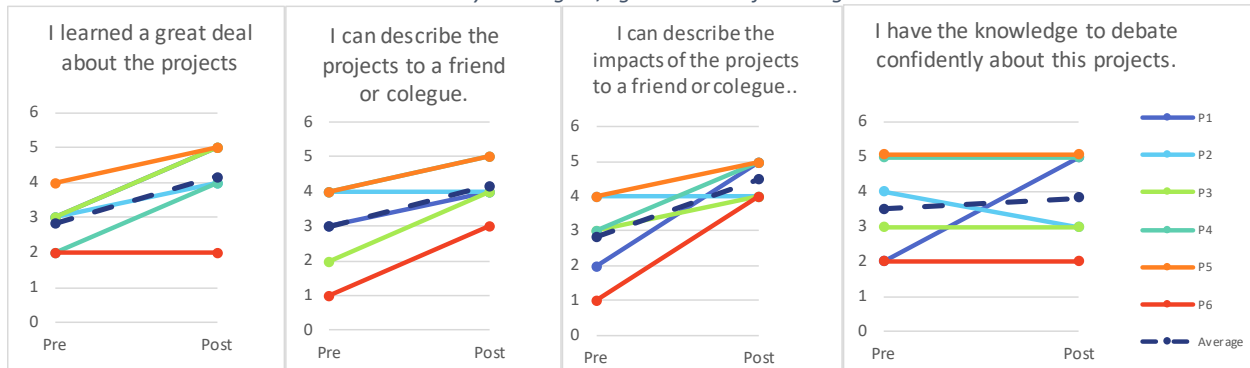 I learned a great deal
about the projects
6
5
4
3
2
1
0
Pre
Post
I can describe the
projects to a friend
or colegue.
6
5
4
3
2
1
0
Pre
Post
I can describe the
impacts of the projects
to a friend or colegue..
6
5
4
3
2
1
0
Pre
Post
I have the knowledge to debate
confidently about this projects.
6
5
4
3
2
1
0
Pre
Post
P1
P2
P3
P4
P5
P6
Average